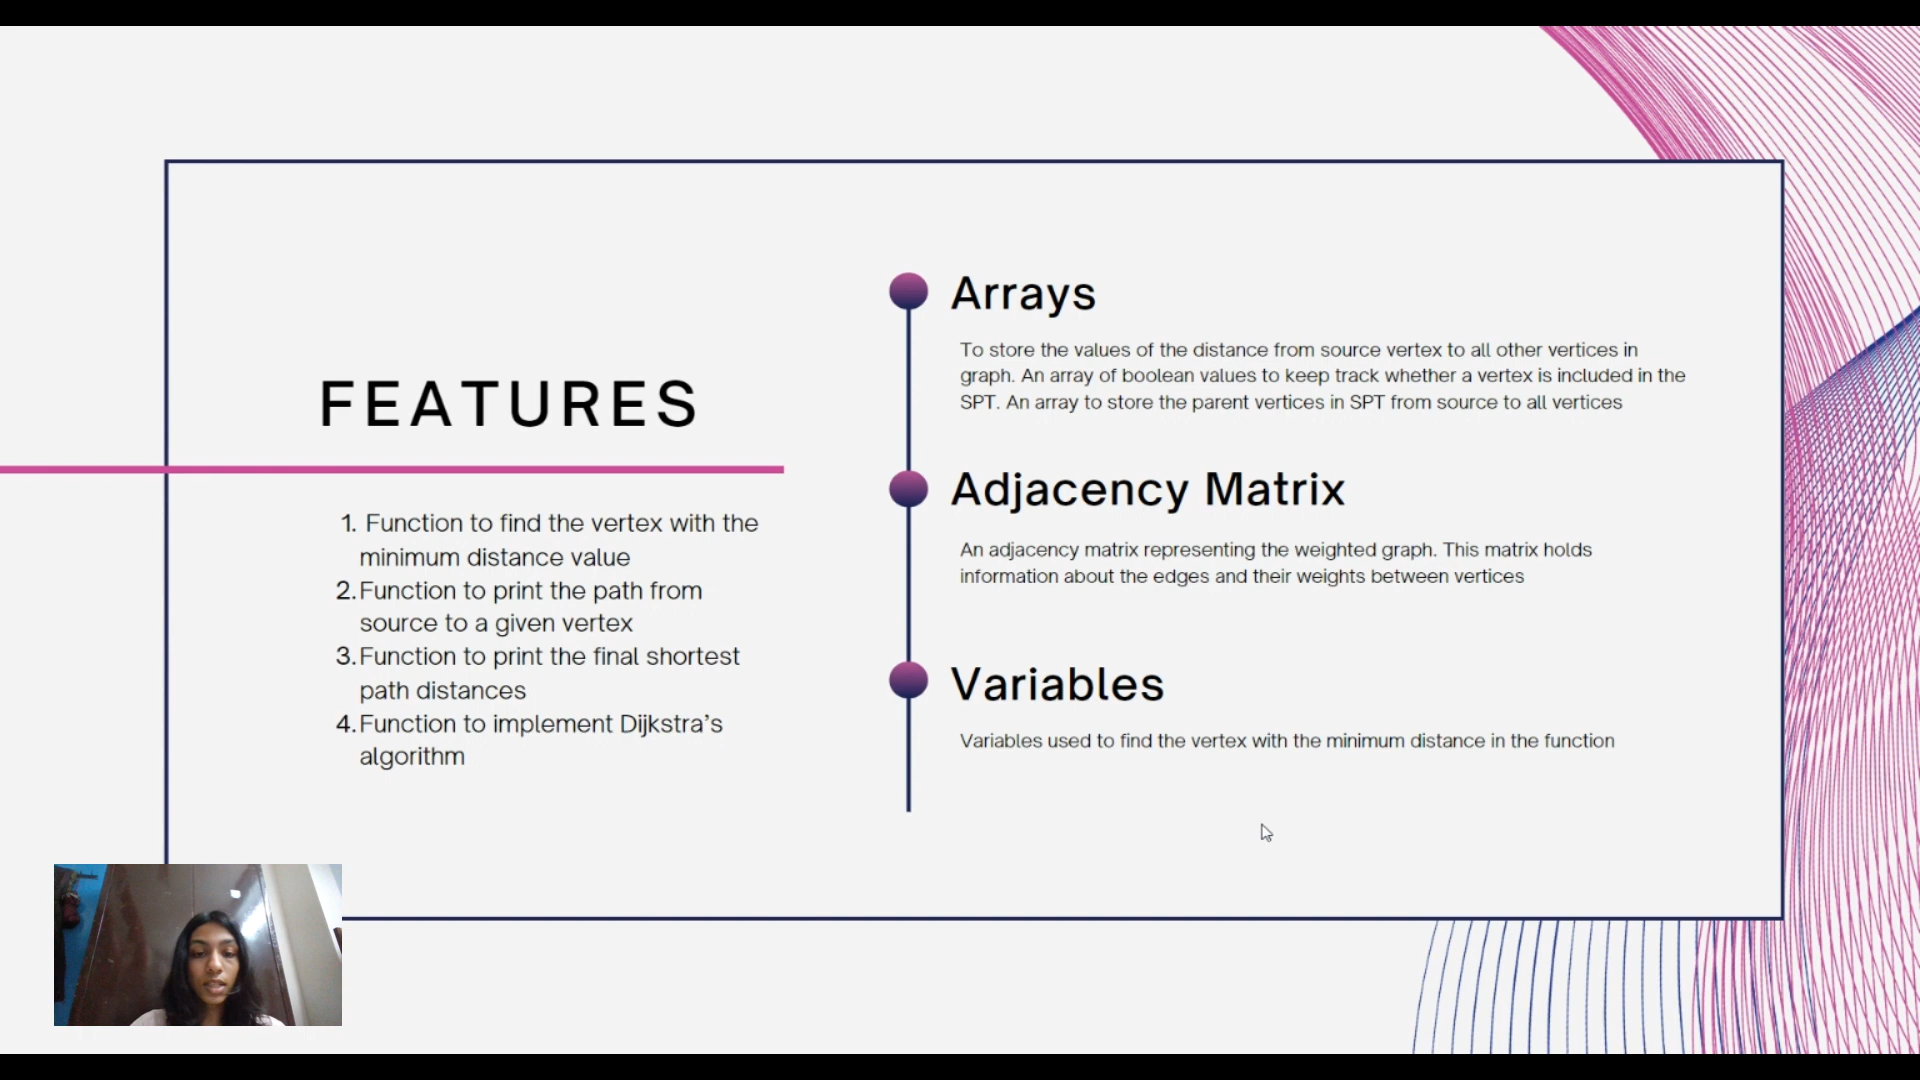 FEATURES
1. Function to find the vertex with the
minimum distance value
2. Function to print the path from
source to a given vertex
3. Function to print the final shortest
path distances
4. Function to implement Dijkstra’s
algorithm
Arrays
To store the values of the distance from source vertex to all other vertices in
graph. An array of boolean values to keep track whether a vertex is included in the
SPT. An array to store the parent vertices in SPT from source to all vertices
Adjacency Matrix
An adjacency matrix representing the weighted graph. This matrix holds
information about the edges and their weights between vertices
Variables
Variables used to find the vertex with the minimum distance in the function